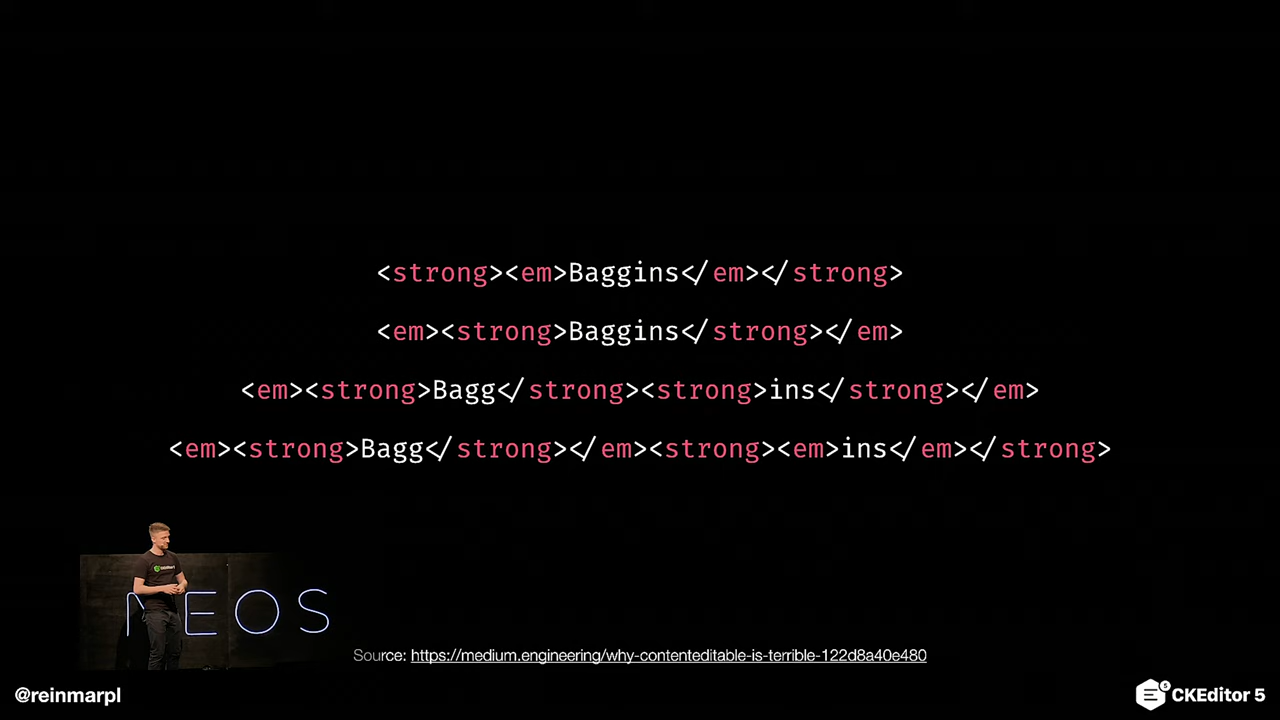 <strong><em>Baggins</em></strong>
<em><strong>Baggins</strong></em>
<em><strong>Bagg</strong><strong>ins</strong></em>
<em><strong>Bagg</strong></em><strong><em>ins</em></strong>
NEOS
Source: https://medium.engineering/why-contenteditable-is-terrible-122d8a40e480
@reinmarpl
5 CKEditor 5